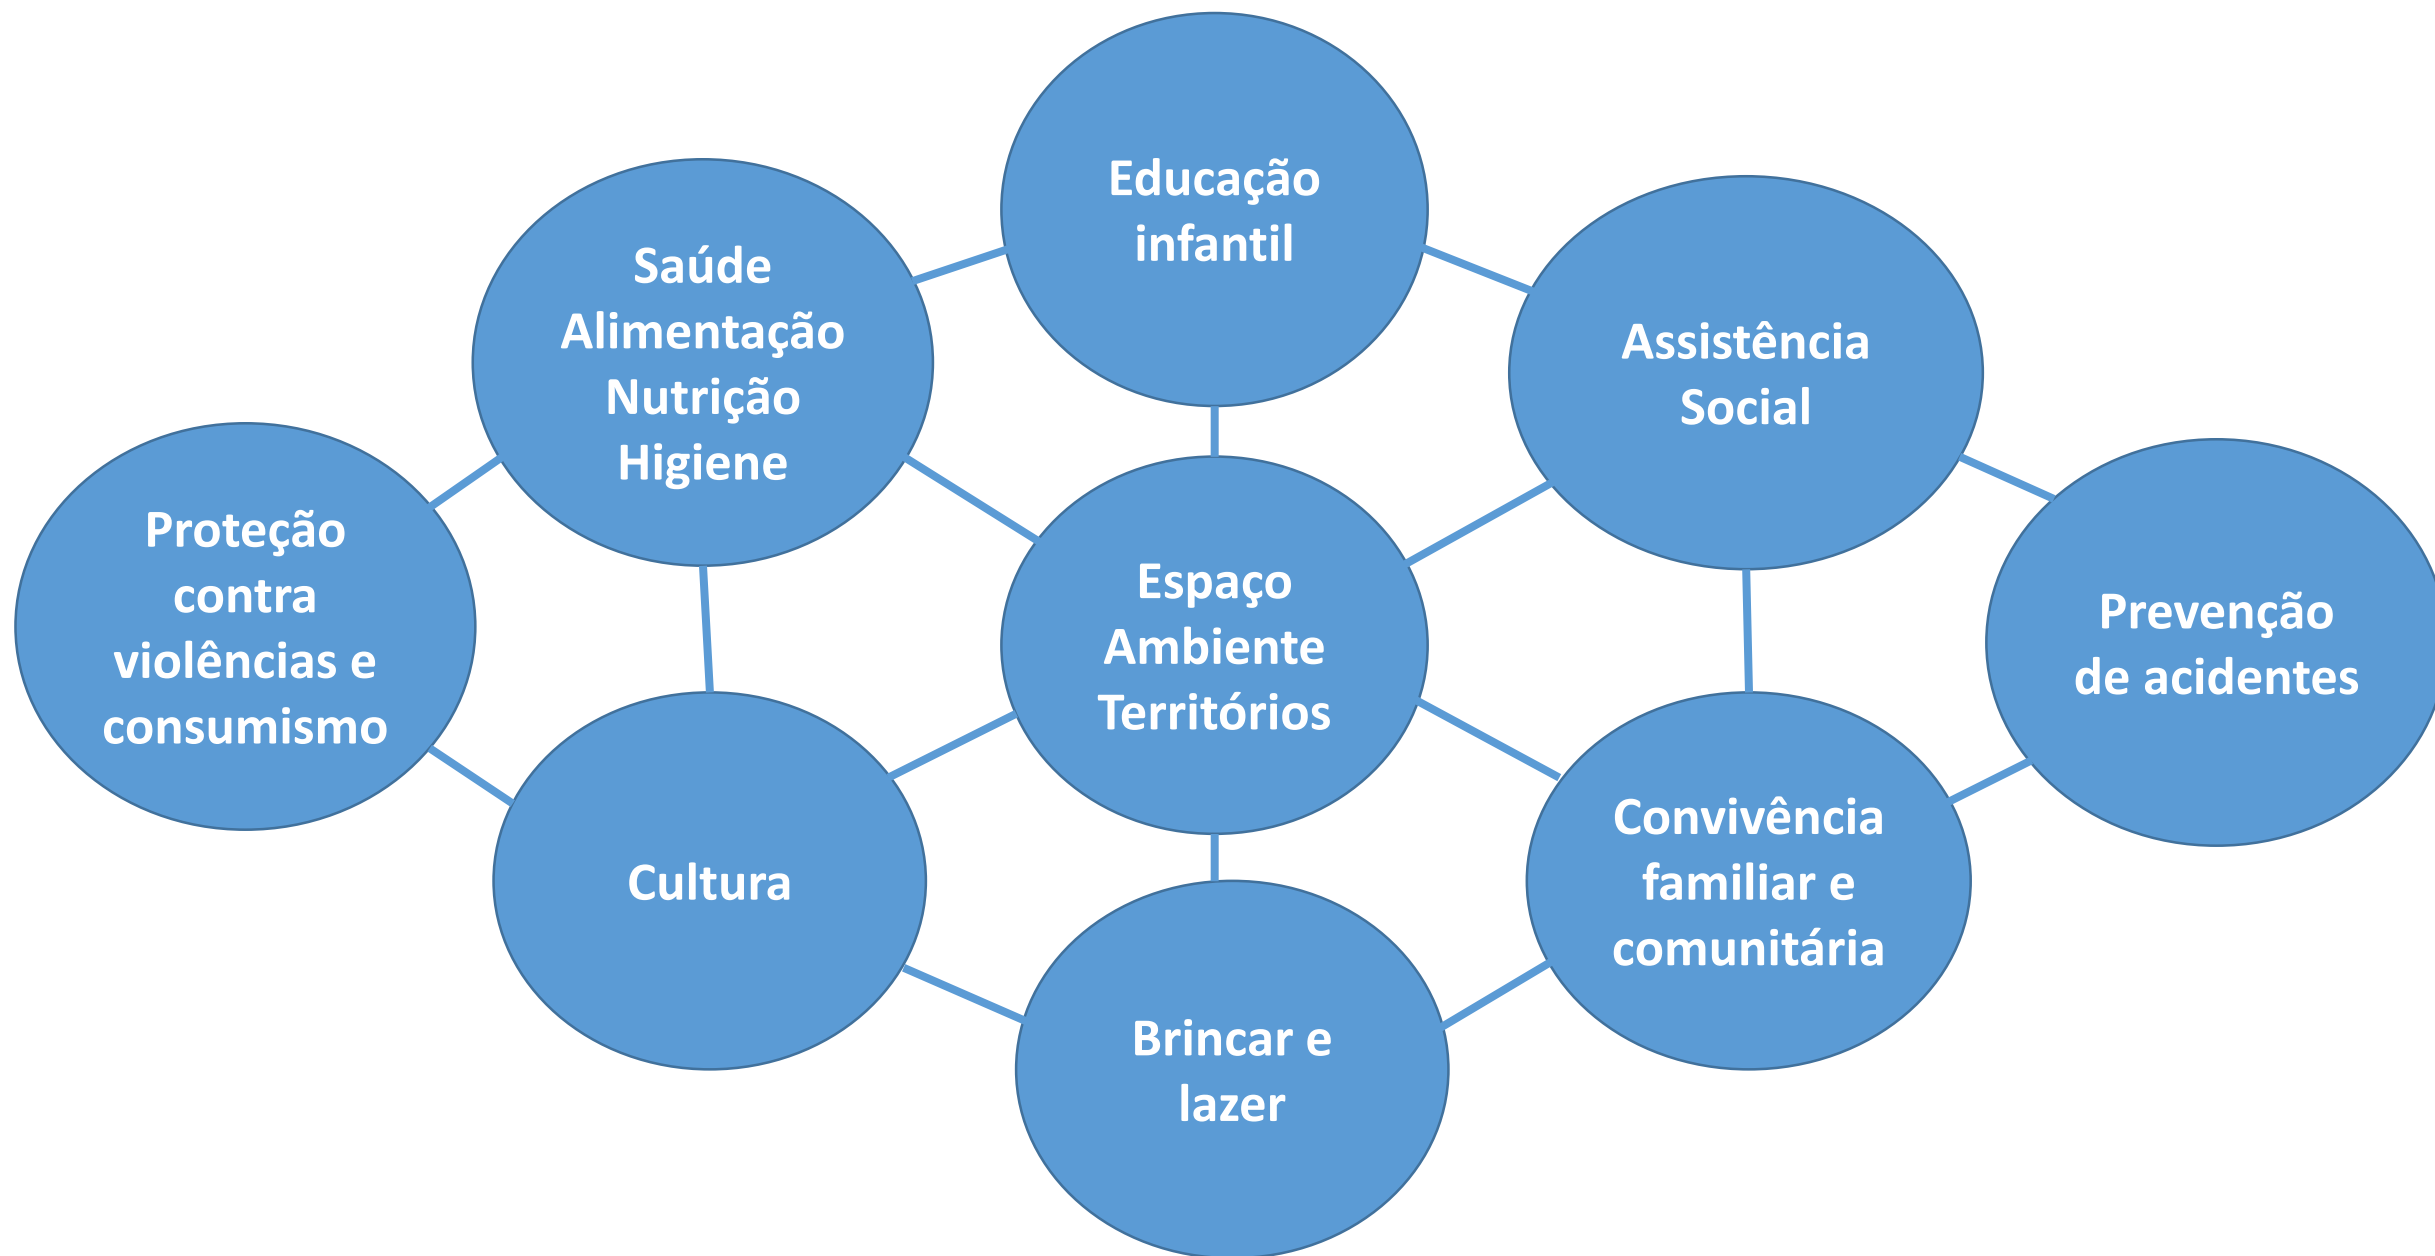 Educação
infantil
Saúde
Alimentação
Nutrição
Higiene
Assistência
Social
Proteção
contra
violências e
consumismo
Espaço
Ambiente
Territórios
Prevenção
de acidentes
Cultura
Convivência
familiar e
comunitária
Brincar e
lazer